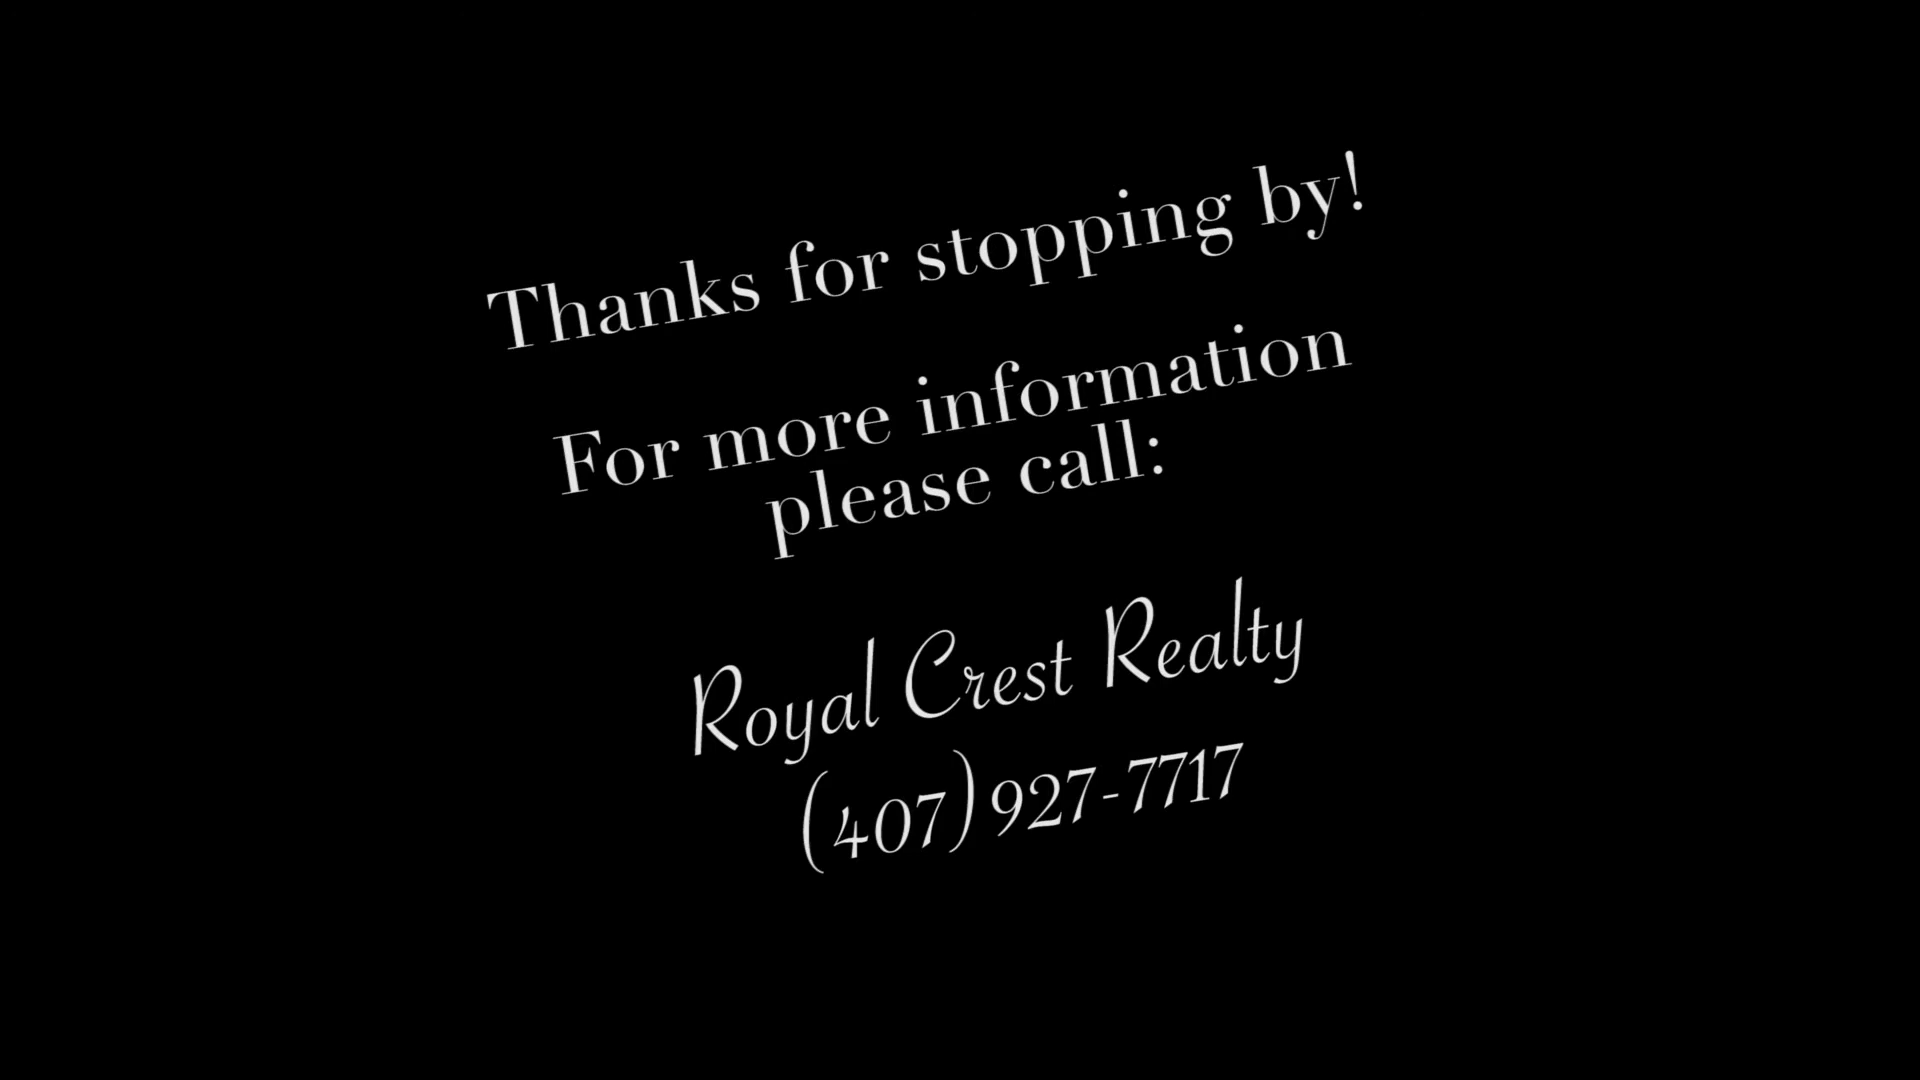 Thanks for stopping by!
For more information
please call:
Royal Crest Realty
(407) 927-7717